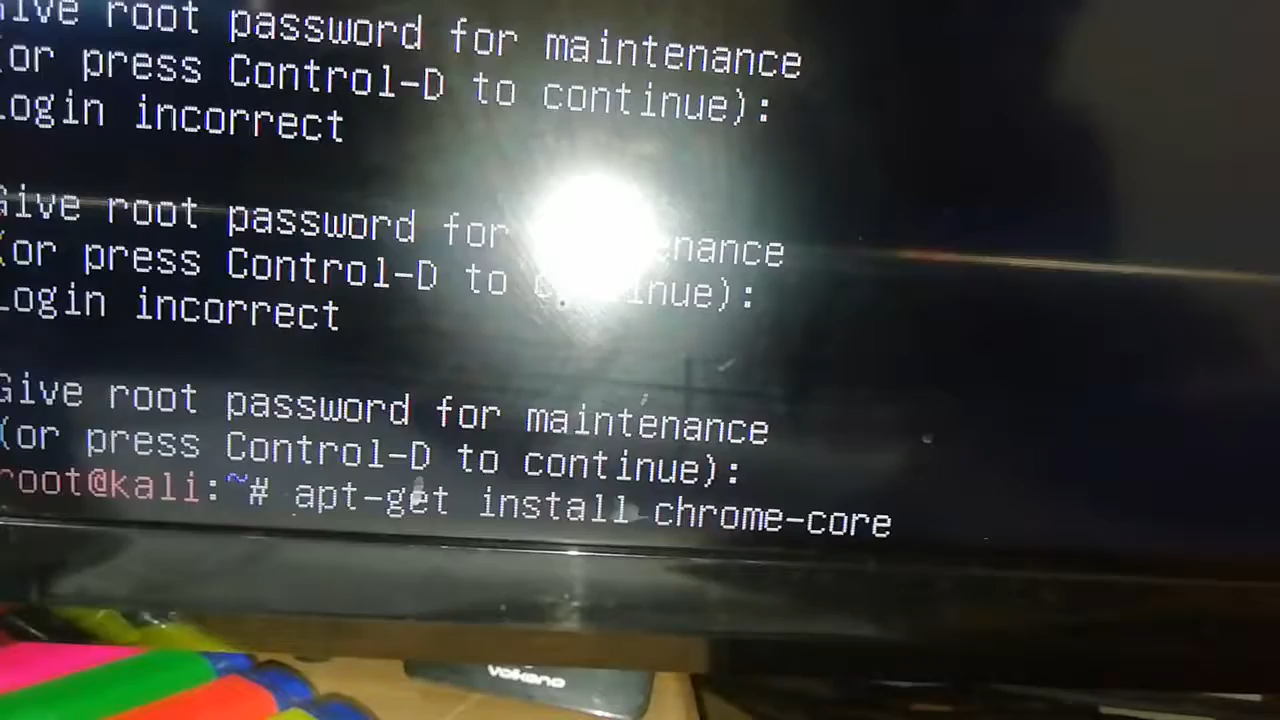 Give root password for maintenance
(or press Control-D to continue):
Login incorrect
Give root password for
(or press Control-D to continue):
Login incorrect
Give root password for maintenance
(or press Control-D to continue):
root@kali:~# apt-get install chrome-core
volkano